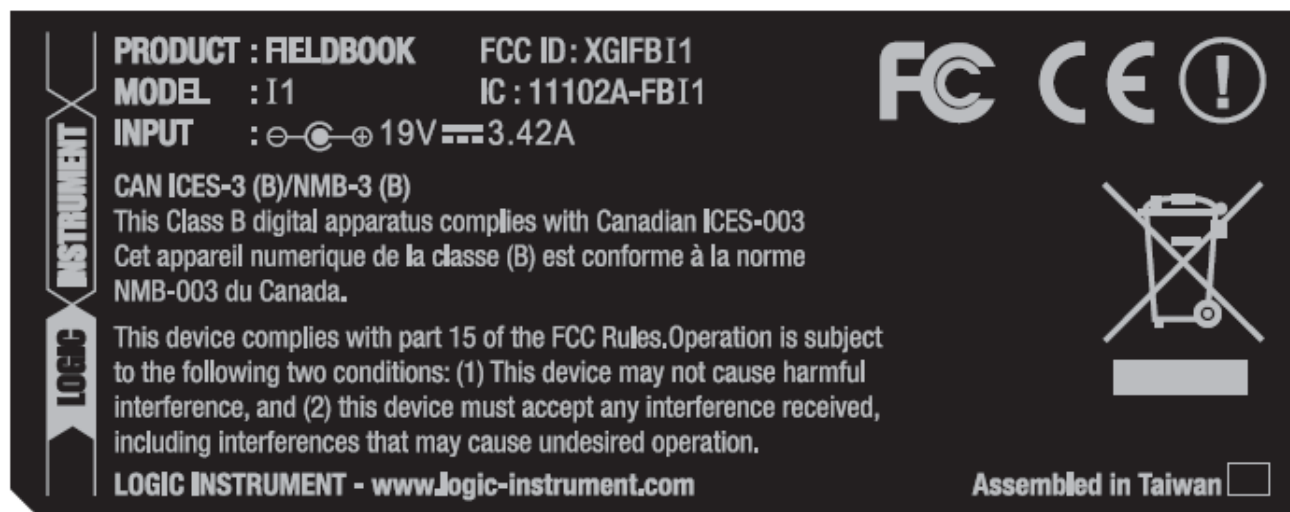 PRODUCT : FIELDBOOK FCC ID : XGIFBI1
MODEL : I1 IC : 11102A-FBI1
INPUT : 19V 3.42A
FC CE !
CAN ICES-3 (B)/NMB-3 (B)
This Class B digital apparatus complies with Canadian ICES-003
Cet appareil numerique de la classe (B) est conforme à la norme
NMB-003 du Canada.
This device complies with part 15 of the FCC Rules.Operation is subject
to the following two conditions: (1) This device may not cause harmful
interference, and (2) this device must accept any interference received,
including interferences that may cause undesired operation.
LOGIC INSTRUMENT - www.logic-instrument.com
Assembled in Taiwan
LOGIC INSTRUMENT